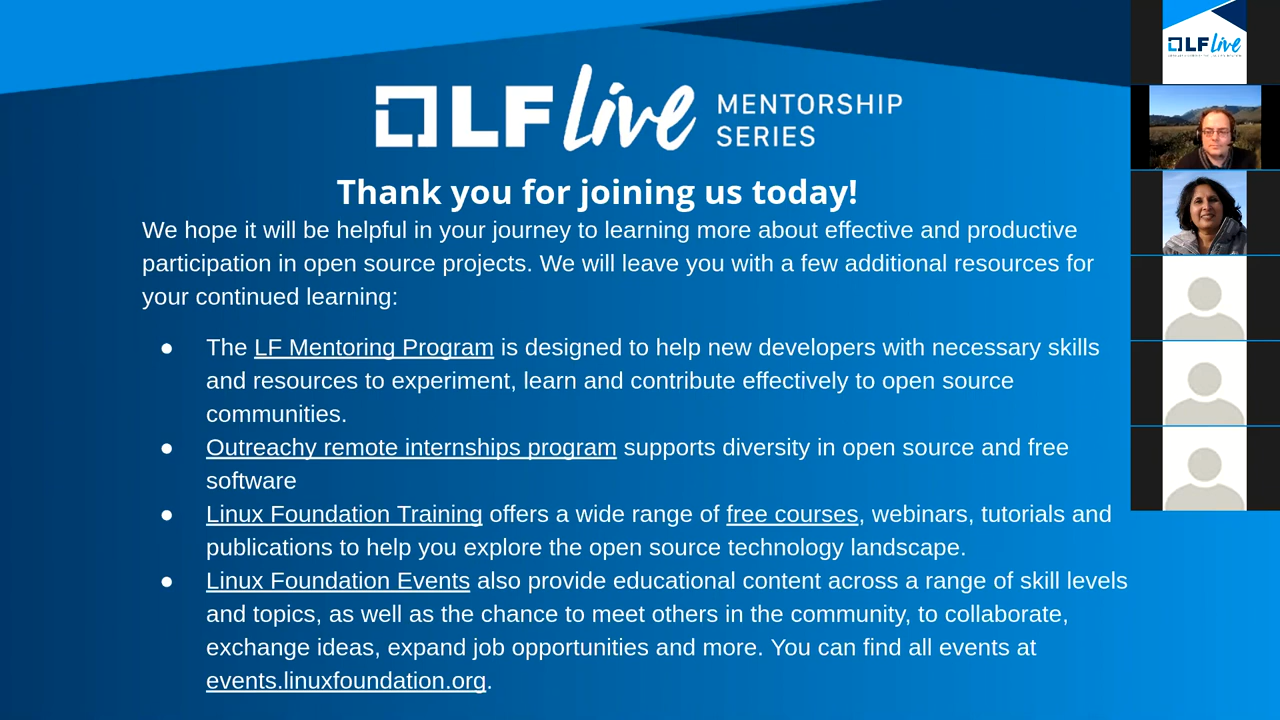 LF live MENTORSHIP
SERIES
LF live
Thank you for joining us today!
We hope it will be helpful in your journey to learning more about effective and productive
participation in open source projects. We will leave you with a few additional resources for
your continued learning:
● The LF Mentoring Program is designed to help new developers with necessary skills
and resources to experiment, learn and contribute effectively to open source
communities.
● Outreachy remote internships program supports diversity in open source and free
software
● Linux Foundation Training offers a wide range of free courses, webinars, tutorials and
publications to help you explore the open source technology landscape.
● Linux Foundation Events also provide educational content across a range of skill levels
and topics, as well as the chance to meet others in the community, to collaborate,
exchange ideas, expand job opportunities and more. You can find all events at
events.linuxfoundation.org.